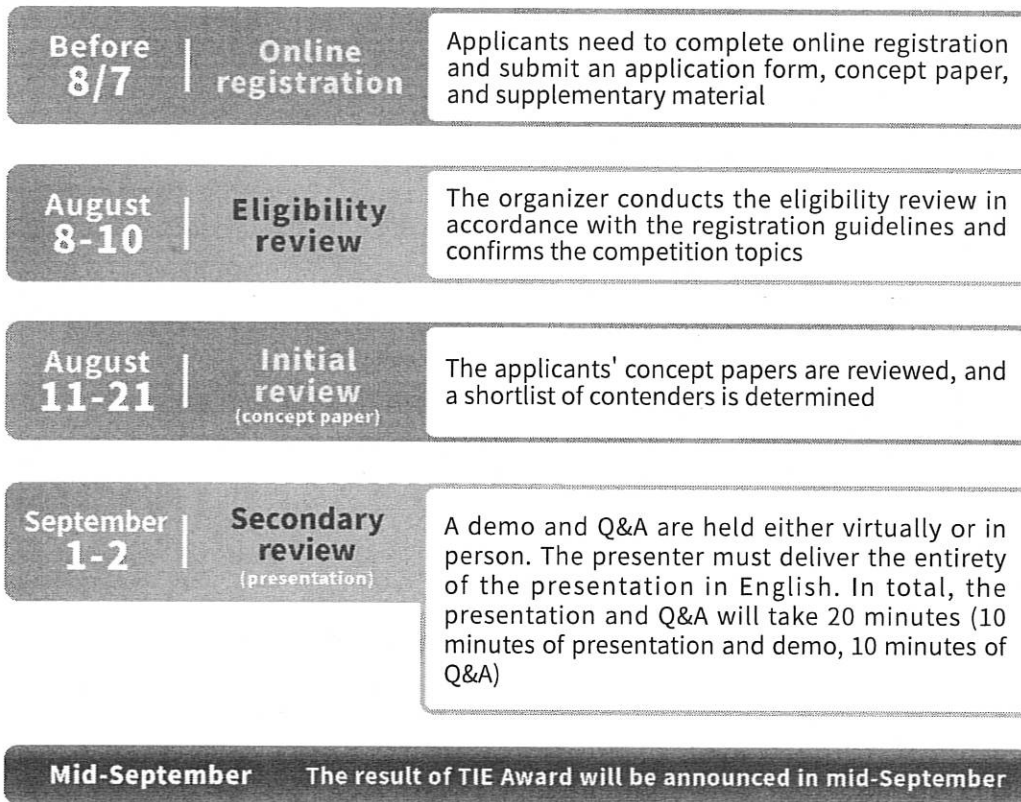 Before
8/7
Online
registration
Applicants need to complete online registration
and submit an application form, concept paper,
and supplementary material
August
8-10
Eligibility
review
The organizer conducts the eligibility review in
accordance with the registration guidelines and
confirms the competition topics
August
11-21
Initial
review
(concept paper)
The applicants' concept papers are reviewed, and
a shortlist of contenders is determined
September
1-2
Secondary
review
(presentation)
A demo and Q&A are held either virtually or in
person. The presenter must deliver the entirety
of the presentation in English. In total, the
presentation and Q&A will take 20 minutes (10
minutes of presentation and demo, 10 minutes of
Q&A)
Mid-September The result of TIE Award will be announced in mid-September